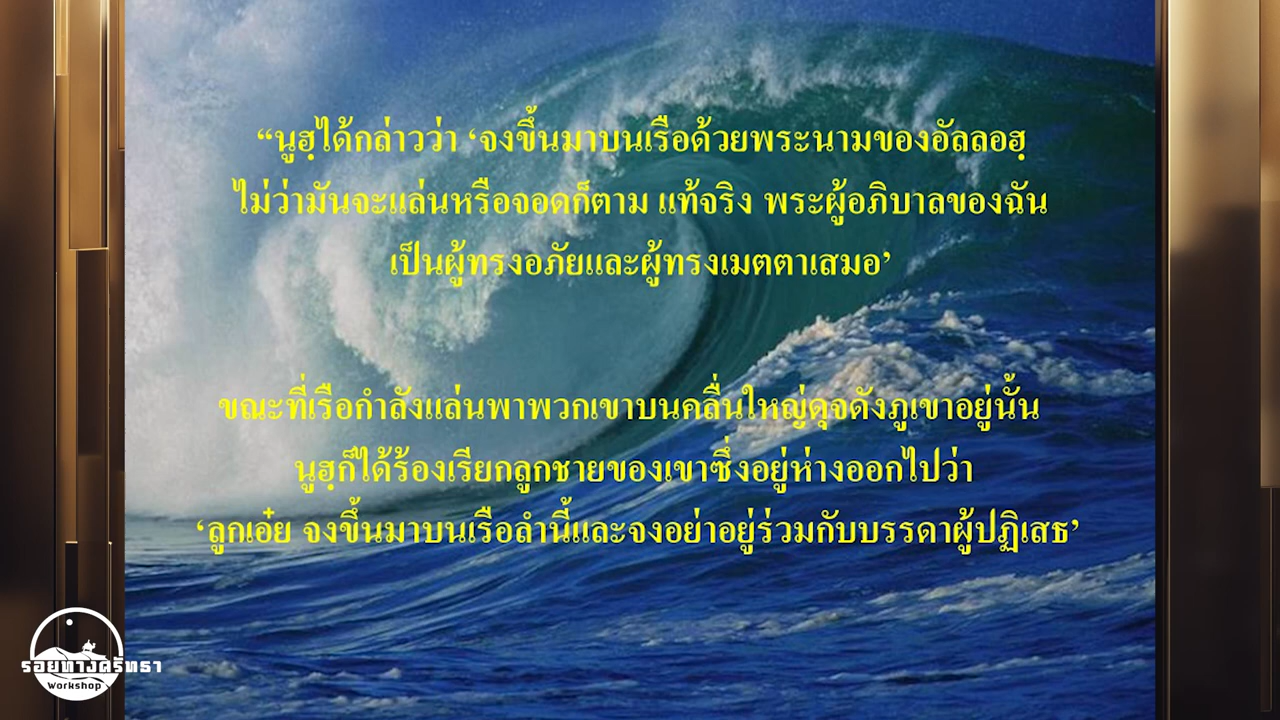 “นูฮฺได้กล่าวว่า ‘จงขึ้นมาบนเรือด้วยพระนามของอัลลอฮฺ
ไม่ว่ามันจะแล่นหรือจอดก็ตาม แท้จริง พระผู้อภิบาลของฉัน
เป็นผู้ทรงอภัยและผู้ทรงเมตตาเสมอ’
ขณะที่เรือกำลังแล่นพาพวกเขาบนคลื่นใหญ่ดุจดังภูเขาอยู่นั้น
นูฮฺก็ได้ร้องเรียกลูกชายของเขาซึ่งอยู่ห่างออกไปว่า
‘ลูกเอ๋ย จงขึ้นมาบนเรือลำนี้และจงอย่าอยู่ร่วมกับบรรดาผู้ปฏิเสธ’
รอยทางศรัทธา
workshop